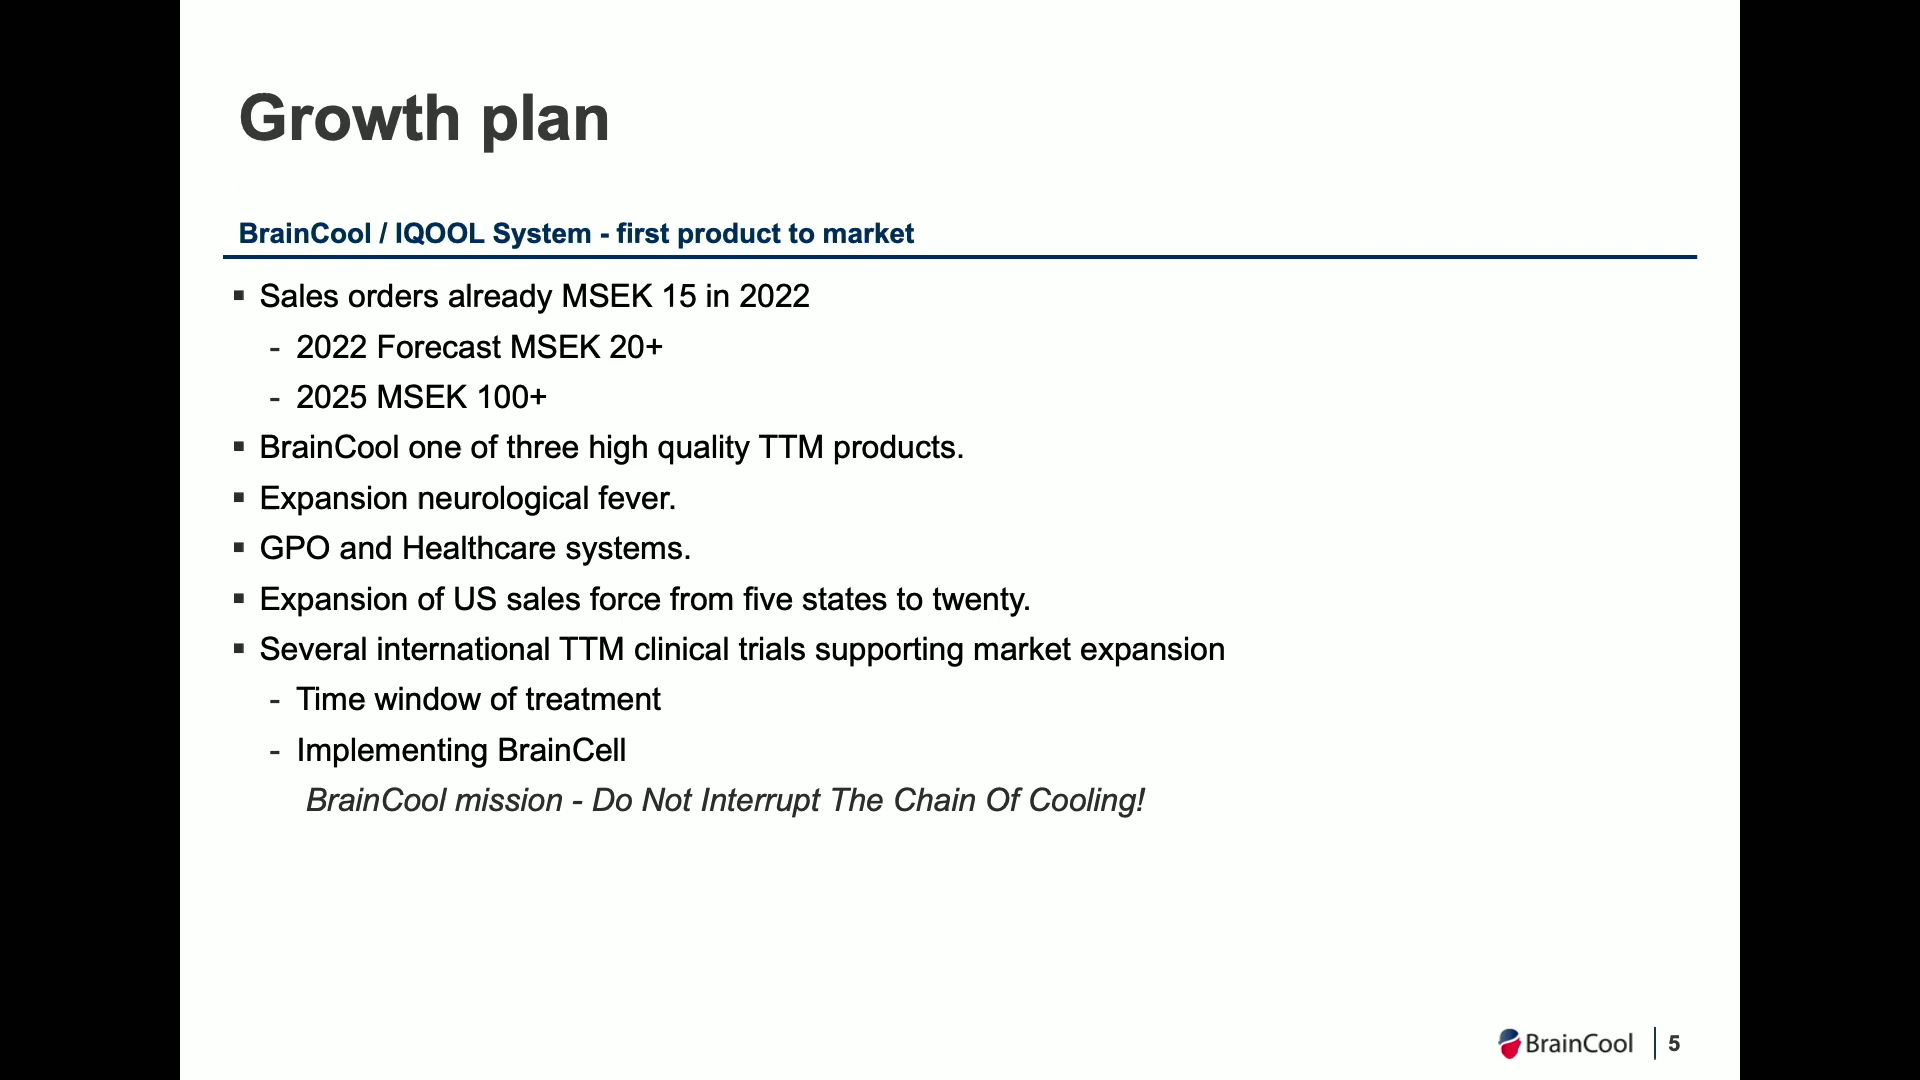 Growth plan
BrainCool / IQOOL System - first product to market
▪ Sales orders already MSEK 15 in 2022
- 2022 Forecast MSEK 20+
- 2025 MSEK 100+
▪ BrainCool one of three high quality TTM products.
▪ Expansion neurological fever.
▪ GPO and Healthcare systems.
▪ Expansion of US sales force from five states to twenty.
▪ Several international TTM clinical trials supporting market expansion
- Time window of treatment
- Implementing BrainCell
BrainCool mission - Do Not Interrupt The Chain Of Cooling!
BrainCool | 5